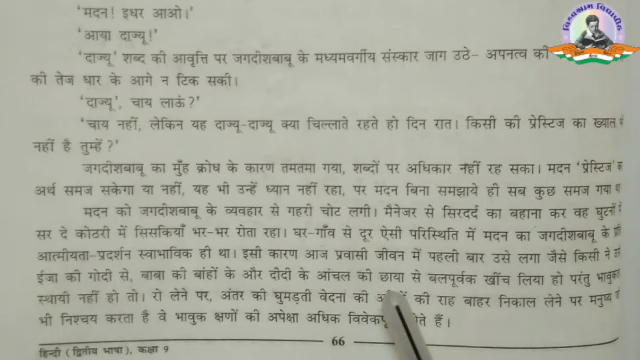 'मदन! इधर आओ।'
'आया दाज्यू!'
'दाज्यू' शब्द की आवृत्ति पर जगदीशबाबू के मध्यमवर्गीय संस्कार जाग उठे– अपनत्व की
की तेज धार के आगे न टिक सकी।
'दाज्यू', चाय लाऊं?'
'चाय नहीं, लेकिन यह दाज्यू-दाज्यू क्या चिल्लाते रहते हो दिन रात। किसी की प्रेस्टिज का ख्याल
नहीं है तुम्हें?'
जगदीशबाबू का मुँह क्रोध के कारण तमतमा गया, शब्दों पर अधिकार नहीं रह सका। मदन 'प्रेस्टिज'
अर्थ समज सकेगा या नहीं, यह भी उन्हें ध्यान नहीं रहा, पर मदन बिना समझाये ही सब कुछ समज गया
मदन को जगदीशबाबू के व्यवहार से गहरी चोट लगी। मैनेजर से सिरदर्द का बहाना कर वह घुटनों
सर दे कोठरी में सिसकियाँ भर-भर रोता रहा। घर-गाँव से दूर ऐसी परिस्थिति में मदन का जगदीशबाबू के
आत्मीयता-प्रदर्शन स्वाभाविक ही था। इसी कारण आज प्रवासी जीवन में पहली बार उसे लगा जैसे किसी ने
ईजा की गोदी से, बाबा की बांहों के और दीदी के आंचल की छाया से बलपूर्वक खींच लिया हो परंतु
स्थायी नहीं हो तो। रो लेने पर, अंतर की घुमड़ती वेदना की की राह बाहर निकाल लेने पर मनुष्य
भी निश्चय करता है वे भावुक क्षणों की अपेक्षा अधिक हैं।
हिन्दी (द्वितीय भाषा), कक्षा 9
66